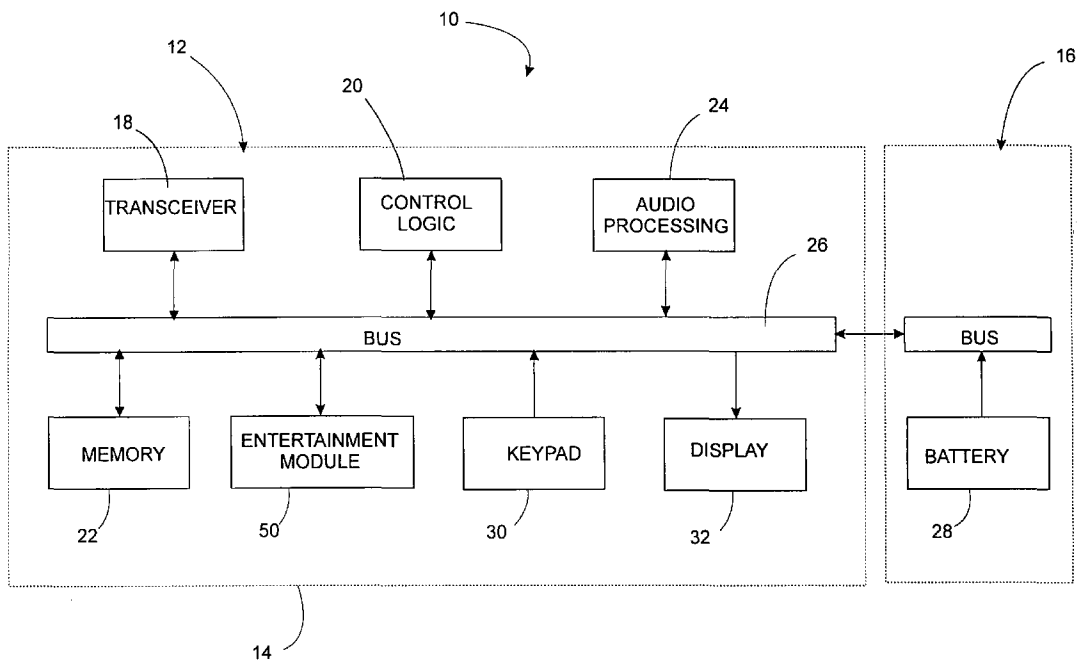 10
12
16
20
24
18
TRANSCEIVER
CONTROL
LOGIC
AUDIO
PROCESSING
26
BUS
BUS
MEMORY
ENTERTAINMENT
MODULE
KEYPAD
DISPLAY
BATTERY
22
50
30
32
28
14